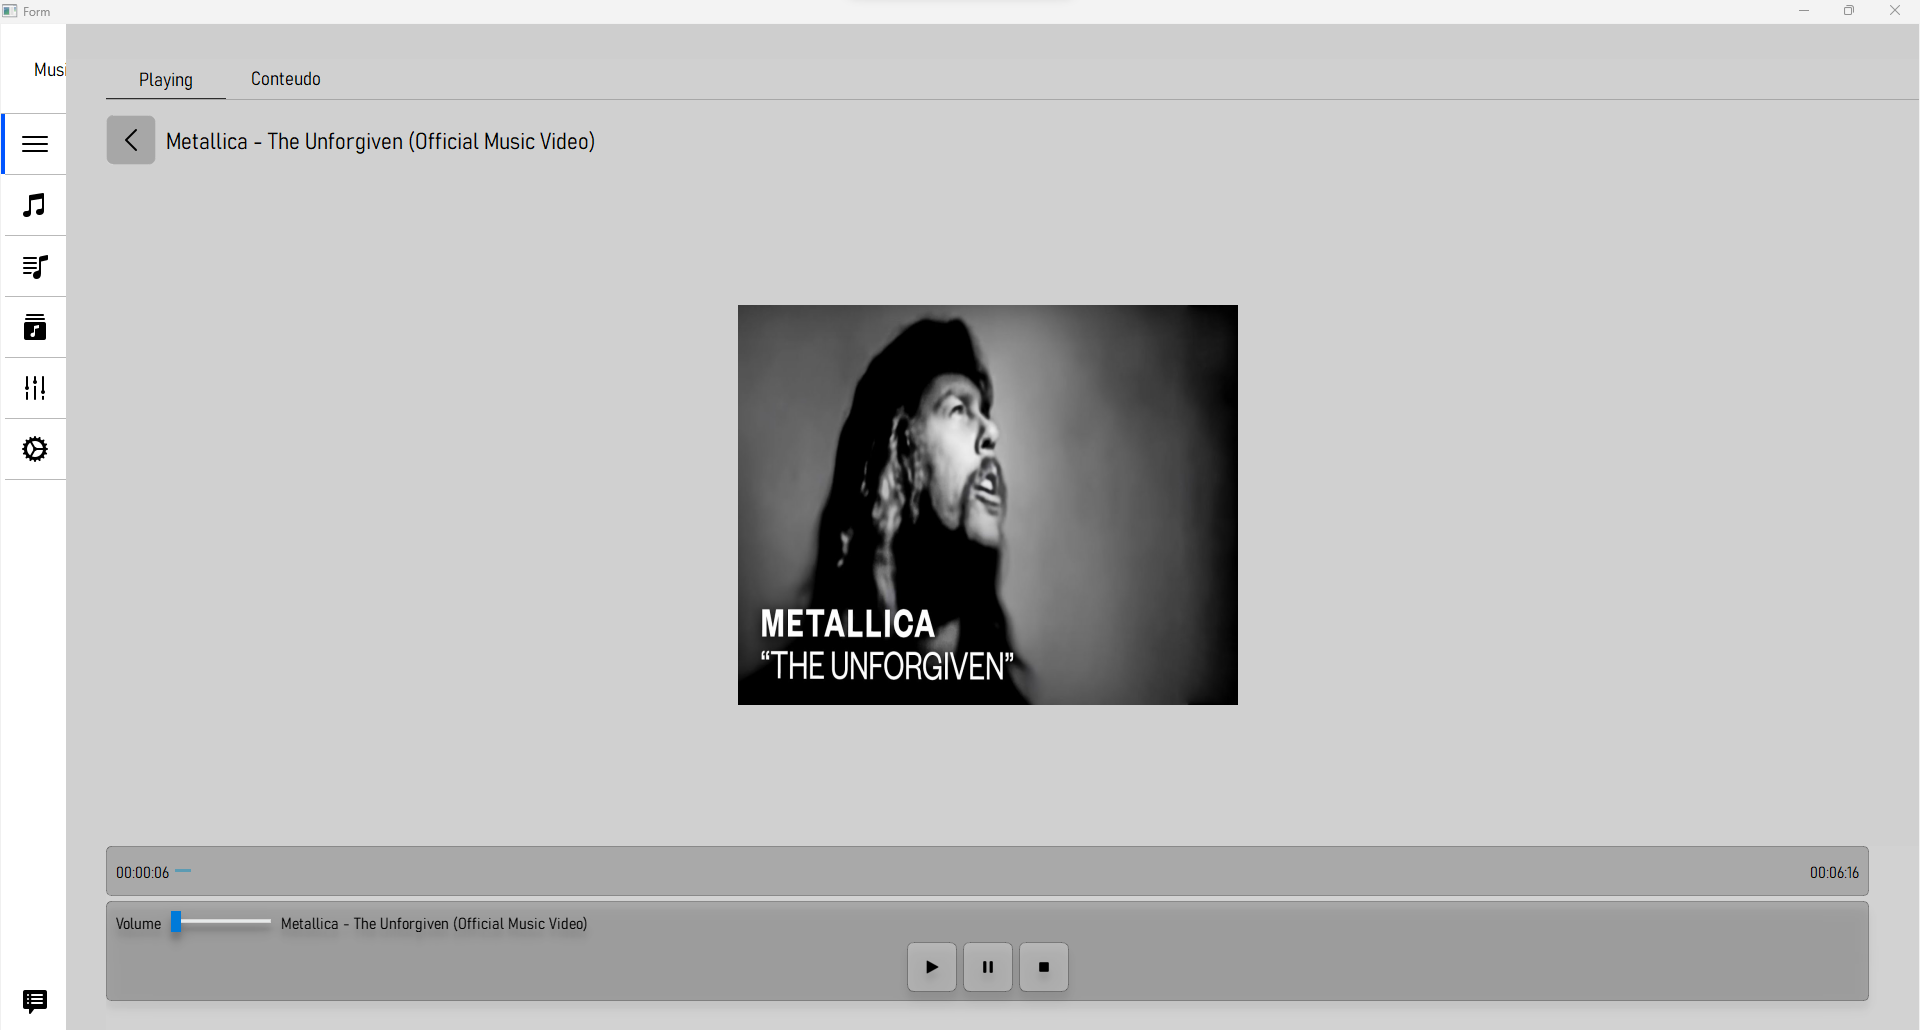 Form
Musi
Playing
Conteudo
Metallica - The Unforgiven (Official Music Video)
METALLICA
“THE UNFORGIVEN”
00:00:06
00:06:16
Volume
Metallica - The Unforgiven (Official Music Video)